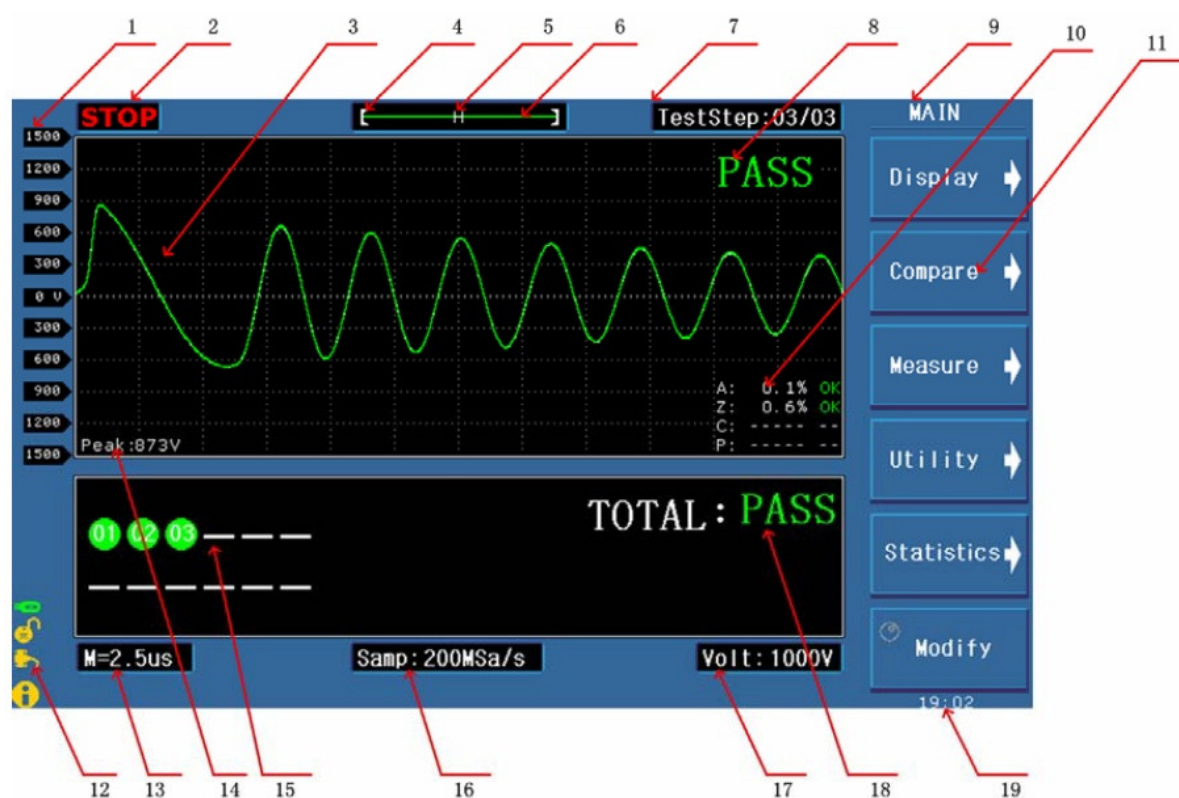 1 2 3 4 5 6 7 8 9 10 11
STOP [ H ] TestStep:03/03 MAIN
1500
1200
900
600
300
0 V
300
600
900
1200
1500
PASS
A: 0.1% OK
Z: 0.6% OK
C: ----- --
P: ----- --
Peak:873V
Display
Compare
Measure
Utility
Statistics
Modify
01 02 03 _ _ _
_ _ _ _ _ _
TOTAL: PASS
M=2.5us Samp:200MSa/s Volt:1000V
19:02
12 13 14 15 16 17 18 19